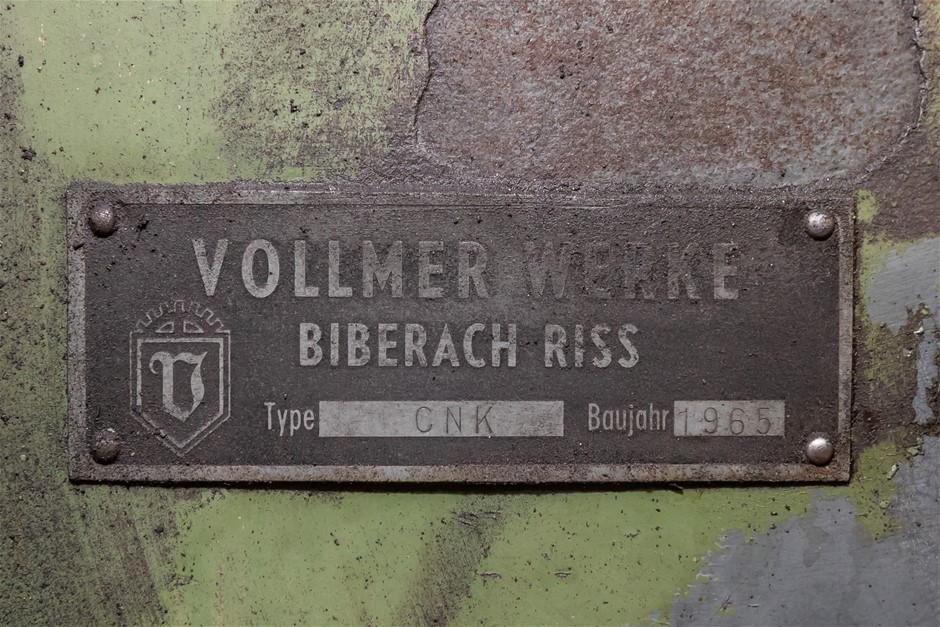 VOLLMER WERKE
BIBERACH RISS
V
Type CNK Baujahr 1965